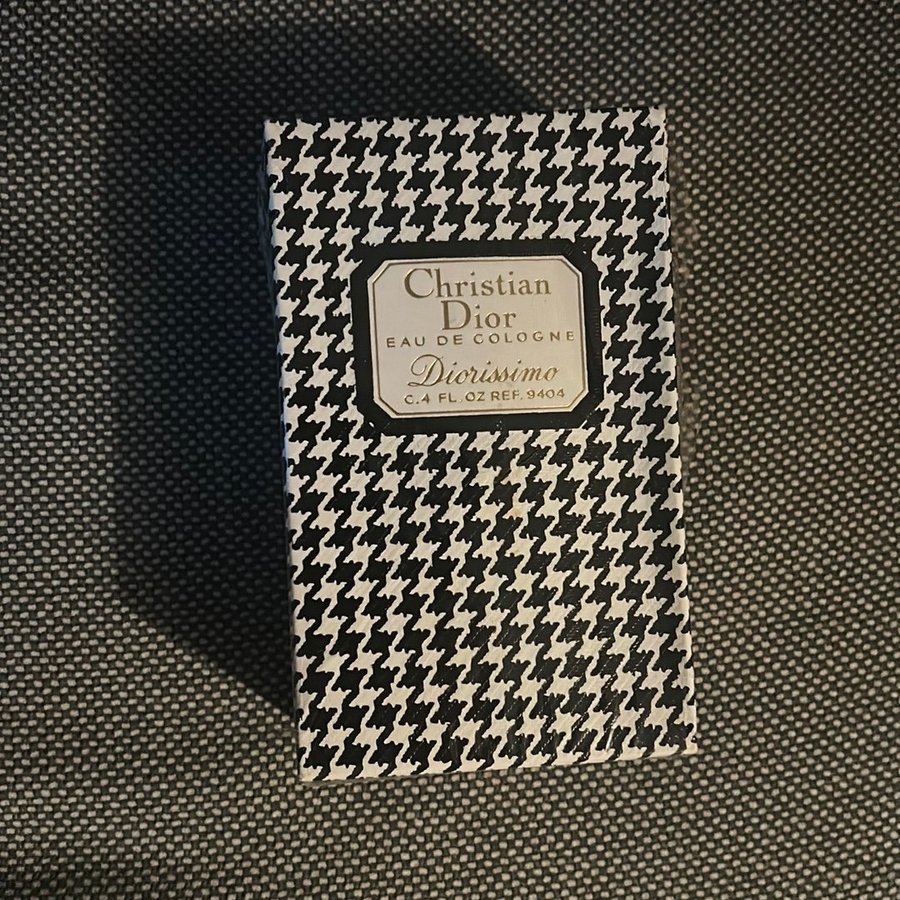 Christian
Dior
EAU DE COLOGNE
Diorissimo
C.4 FL.OZ REF.9404